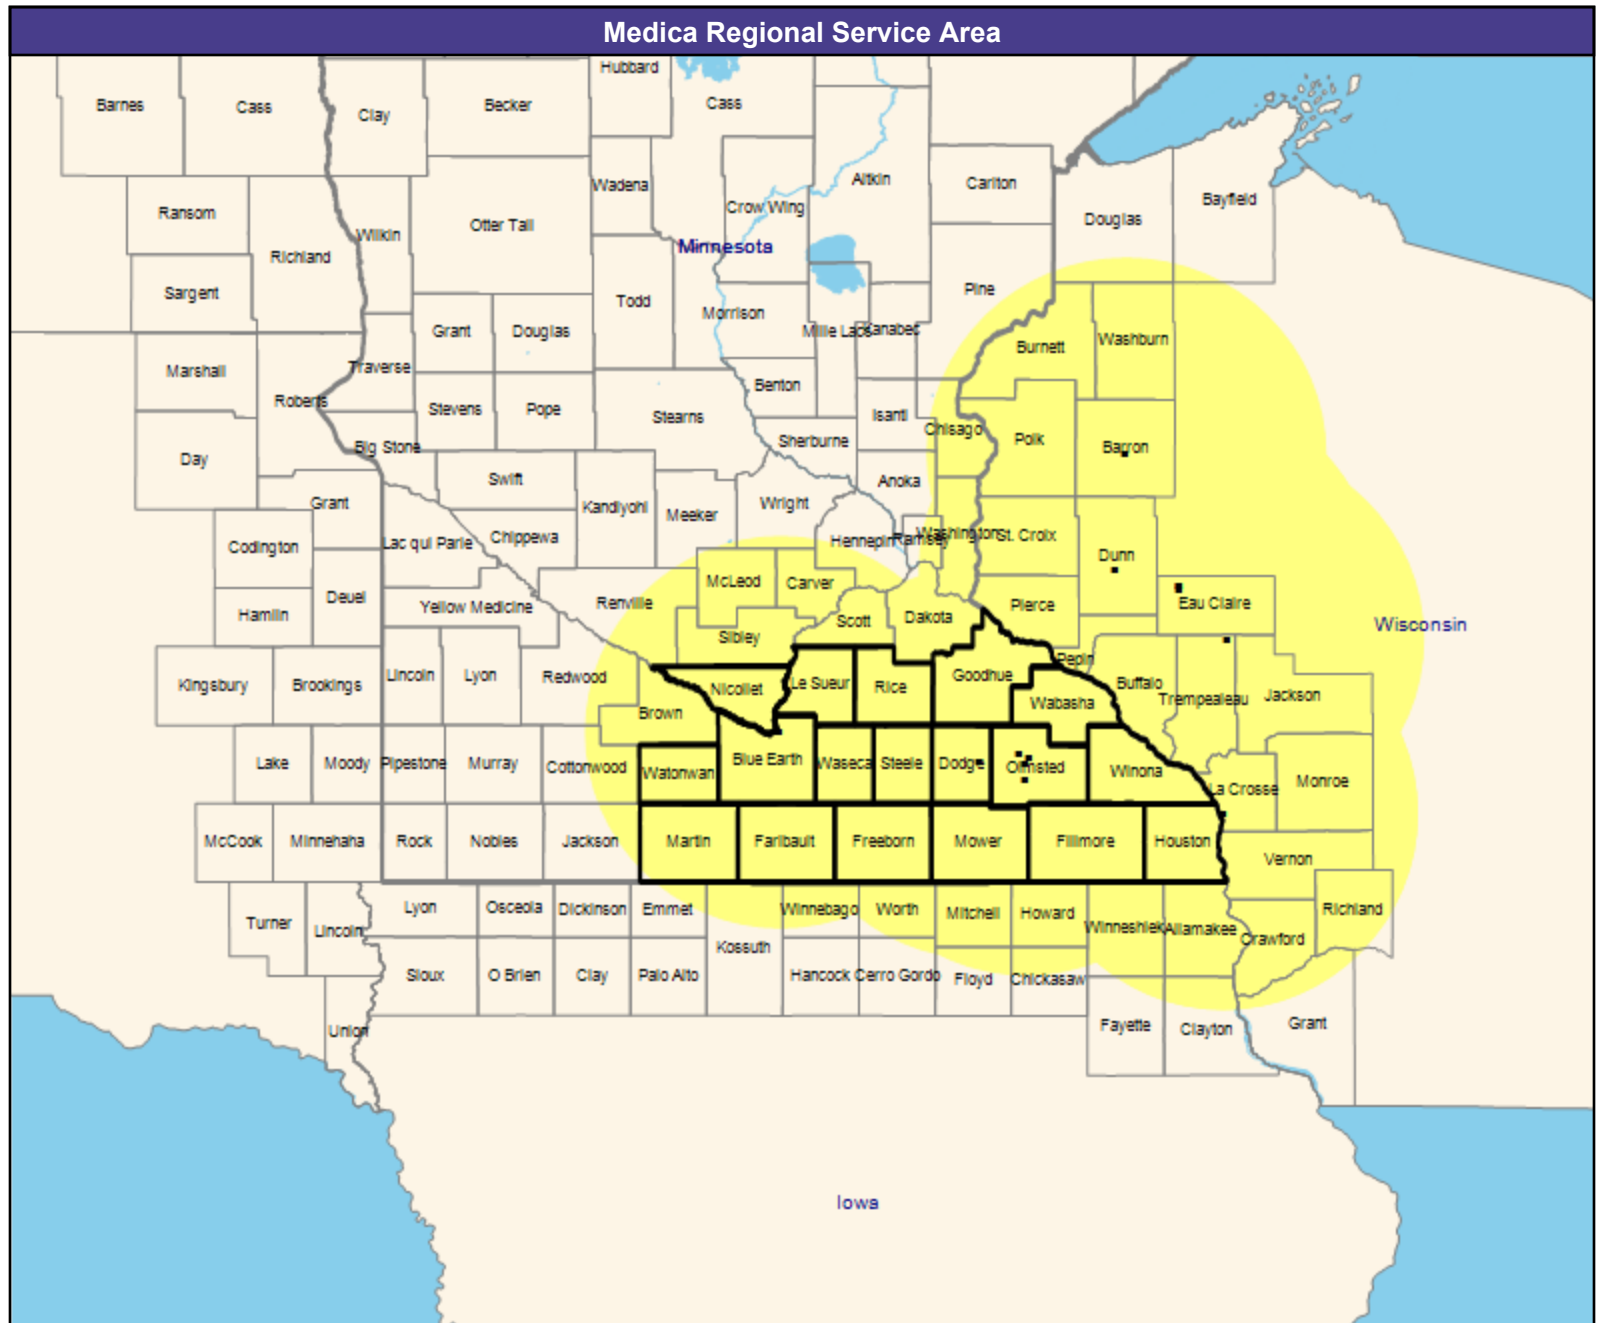 Medica Regional Service Area
Hubbard
Barnes
Cass
Clay
Becker
Cass
Wadena
Aitkin
Carlton
Crow Wing
Ransom
Otter Tail
Wilkin
Douglas
Bayfield
Minnesota
Richland
Sargent
Todd
Pine
Morrison
Grant
Douglas
Mille Lacs
Kanabec
Burnett
Washburn
Marshall
Traverse
Roberts
Stevens
Pope
Stearns
Benton
Isanti
Chisago
Polk
Barron
Day
Big Stone
Sherburne
Swift
Anoka
Grant
Kandiyohi
Meeker
Wright
Codington
Lac qui Parle
Chippewa
Hennepin
Ramsey
Washington
St. Croix
Dunn
Deuel
McLeod
Carver
Hamlin
Yellow Medicine
Renville
Pierce
Eau Claire
Scott
Dakota
Sibley
Wisconsin
Pepin
Kingsbury
Brookings
Lincoln
Lyon
Redwood
Nicollet
Le Sueur
Rice
Goodhue
Wabasha
Buffalo
Trempealeau
Jackson
Brown
Lake
Moody
Pipestone
Murray
Cottonwood
Watonwan
Blue Earth
Waseca
Steele
Dodge
Olmsted
Winona
La Crosse
Monroe
McCook
Minnehaha
Rock
Nobles
Jackson
Martin
Faribault
Freeborn
Mower
Fillmore
Houston
Vernon
Turner
Lincoln
Lyon
Osceola
Dickinson
Emmet
Winnebago
Worth
Mitchell
Howard
Winneshiek
Allamakee
Crawford
Richland
Kossuth
Sioux
O Brien
Clay
Palo Alto
Hancock
Cerro Gordo
Floyd
Chickasaw
Union
Fayette
Clayton
Grant
Iowa